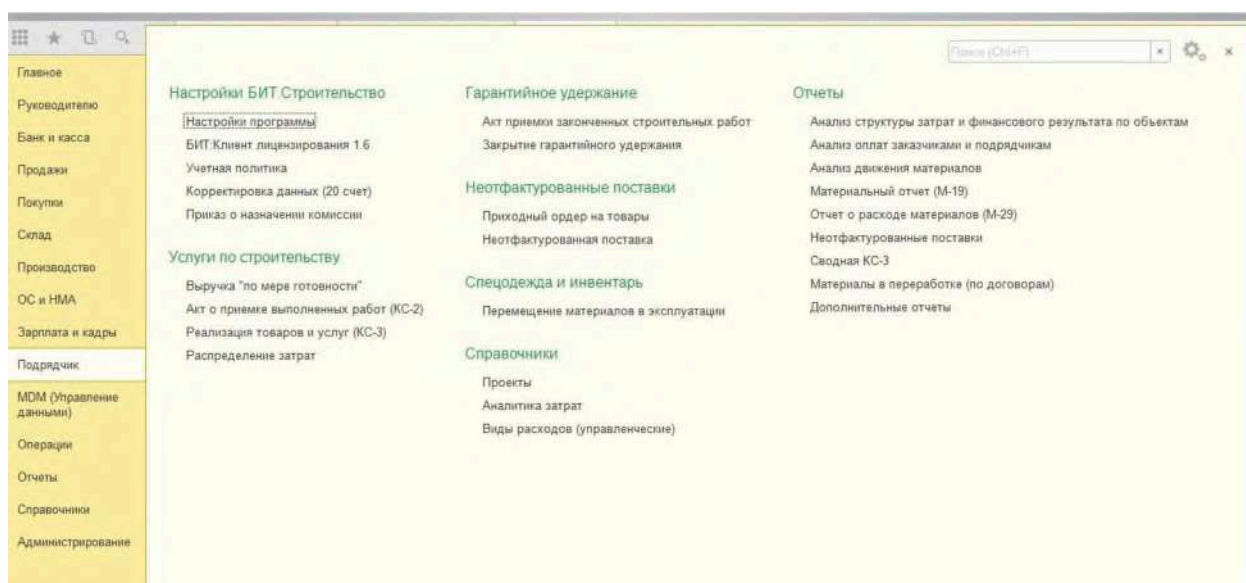 Поиск (Ctrl+F)
Главное
Руководителю
Банк и касса
Продажи
Покупки
Склад
Производство
ОС и НМА
Зарплата и кадры
Подрядчик
MDM (Управление
данными)
Операции
Отчеты
Справочники
Администрирование
Настройки БИТ.Строительство
Настройки программы
БИТ:Клиент лицензирования 1.6
Учетная политика
Корректировка данных (20 счет)
Приказ о назначении комиссии
Услуги по строительству
Выручка "по мере готовности"
Акт о приемке выполненных работ (КС-2)
Реализация товаров и услуг (КС-3)
Распределение затрат
Гарантийное удержание
Акт приемки законченных строительных работ
Закрытие гарантийного удержания
Неотфактурованные поставки
Приходный ордер на товары
Неотфактурованная поставка
Спецодежда и инвентарь
Перемещение материалов в эксплуатации
Справочники
Проекты
Аналитика затрат
Виды расходов (управленческие)
Отчеты
Анализ структуры затрат и финансового результата по объектам
Анализ оплат заказчиками и подрядчикам
Анализ движения материалов
Материальный отчет (М-19)
Отчет о расходе материалов (М-29)
Неотфактурованные поставки
Сводная КС-3
Материалы в переработке (по договорам)
Дополнительные отчеты